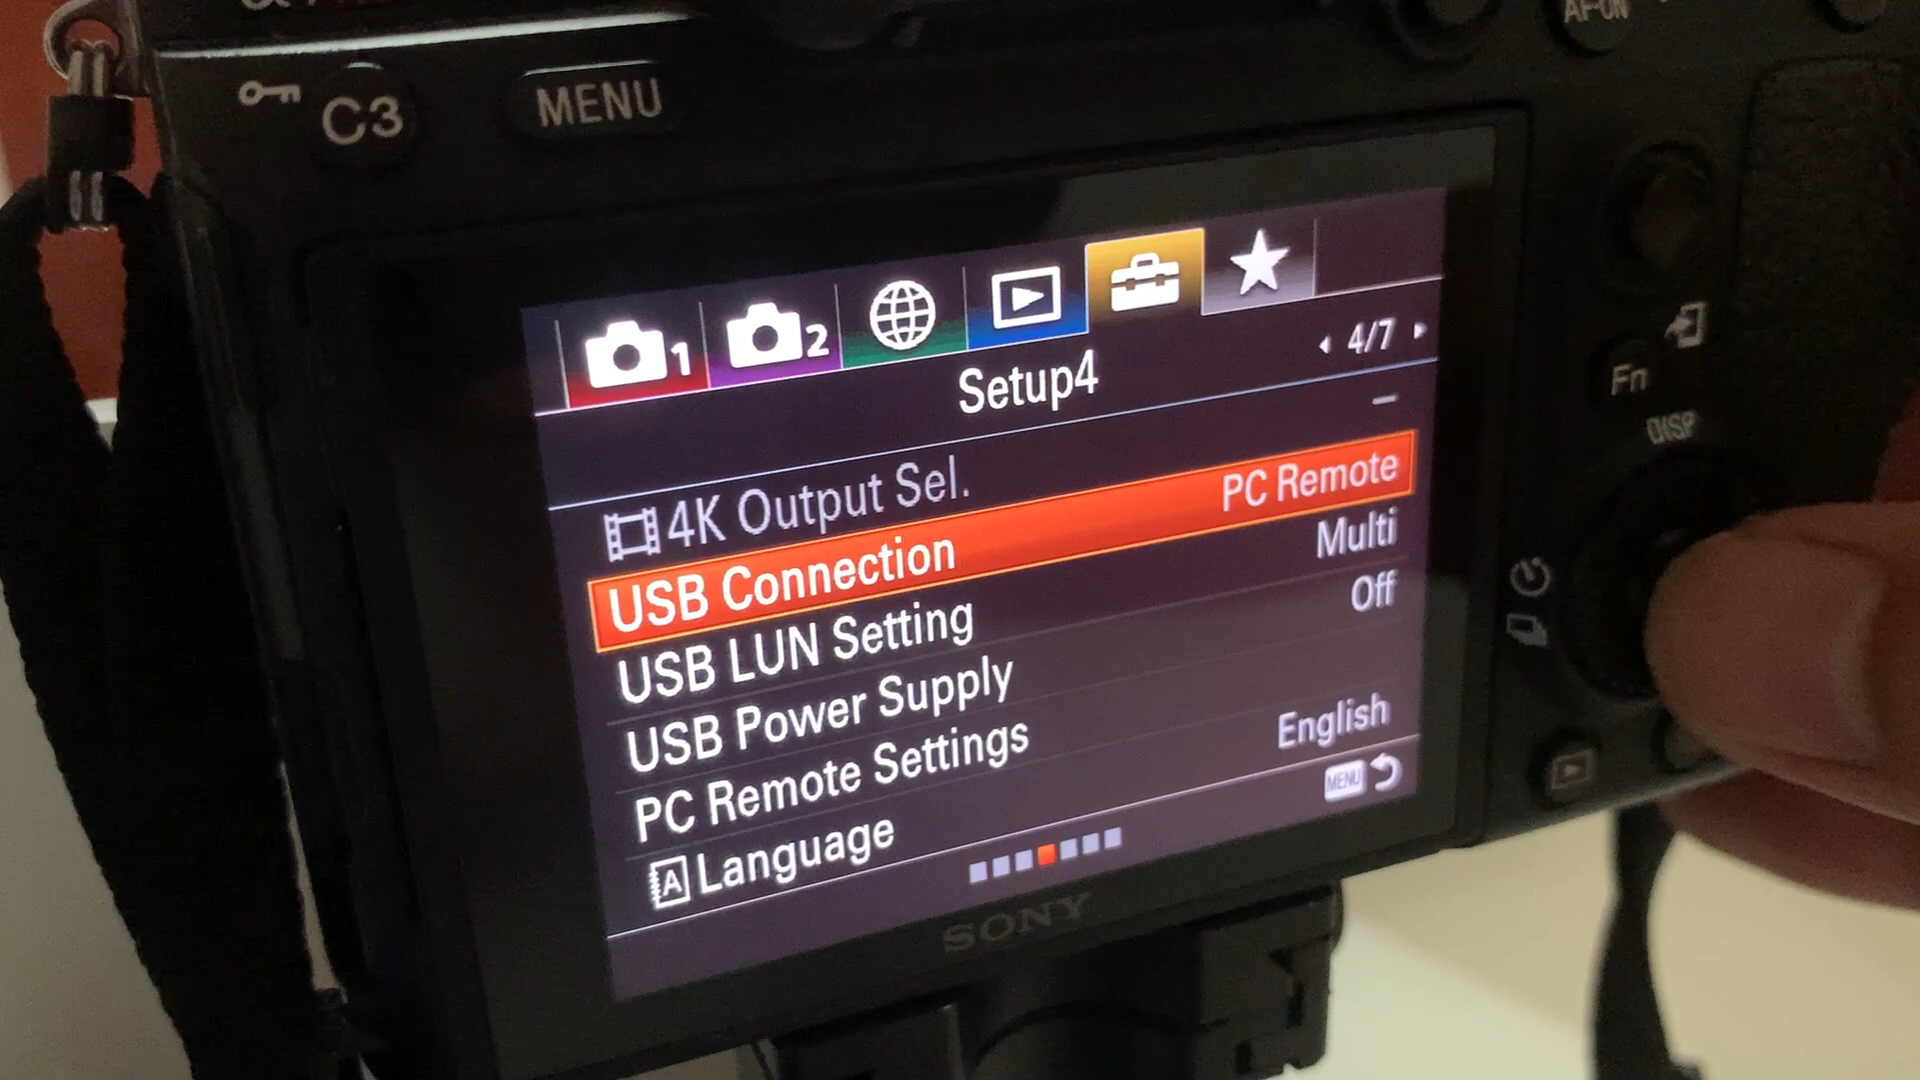 C3
MENU
AF-ON
1
2
Setup4
4/7
4K Output Sel.
–
USB Connection
PC Remote
USB LUN Setting
Multi
USB Power Supply
Off
PC Remote Settings
A Language
English
MENU
SONY
Fn
DISP